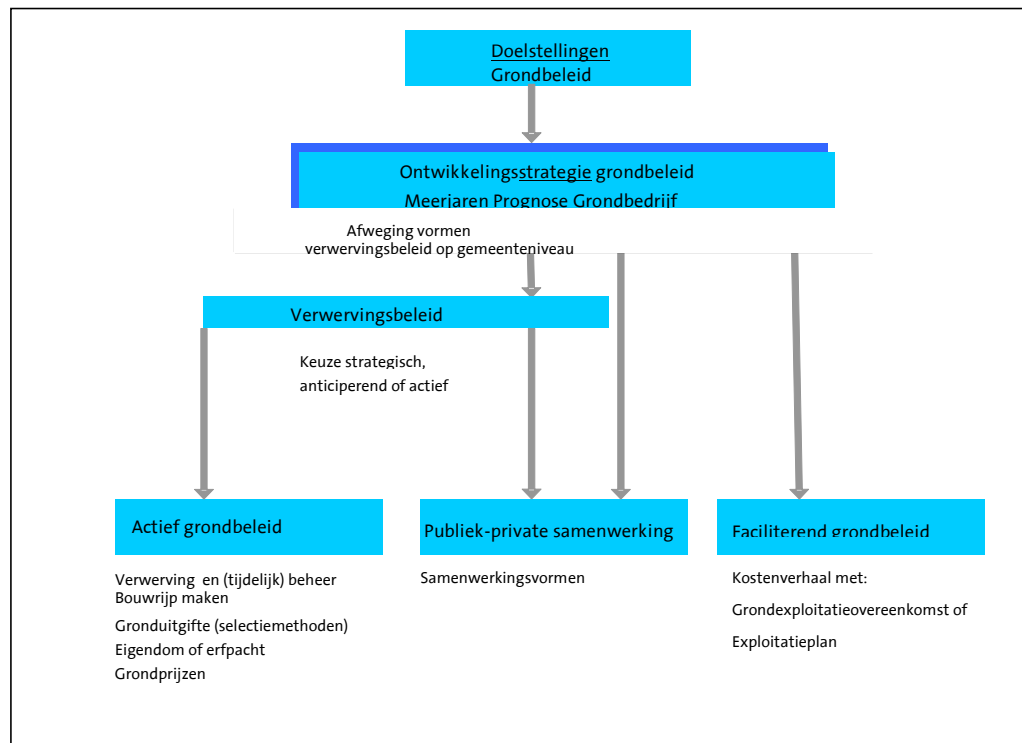 Doelstellingen
Grondbeleid
Ontwikkelingsstrategie grondbeleid
Meerjaren Prognose Grondbedrijf
Afweging vormen
verwervingsbeleid op gemeenteniveau
Verwervingsbeleid
Keuze strategisch,
anticiperend of actief
Actief grondbeleid
Verwerving en (tijdelijk) beheer
Bouwrijp maken
Gronduitgifte (selectiemethoden)
Eigendom of erfpacht
Grondprijzen
Publiek-private samenwerking
Samenwerkingsvormen
Faciliterend grondbeleid
Kostenverhaal met:
Grondexploitatieovereenkomst of
Exploitatieplan